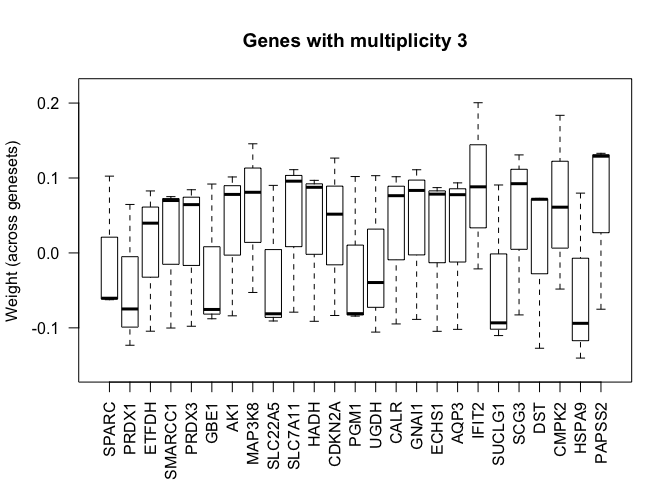 Genes with multiplicity 3
Weight (across genesets)
0.2
0.1
0.0
-0.1
SPARC
PRDX1
ETFDH
SMARCC1
PRDX3
GBE1
AK1
MAP3K8
SLC22A5
SLC7A11
HADH
CDKN2A
PGM1
UGDH
CALR
GNAI1
ECHS1
AQP3
IFIT2
SUCLG1
SCG3
DST
CMPK2
HSPA9
PAPSS2